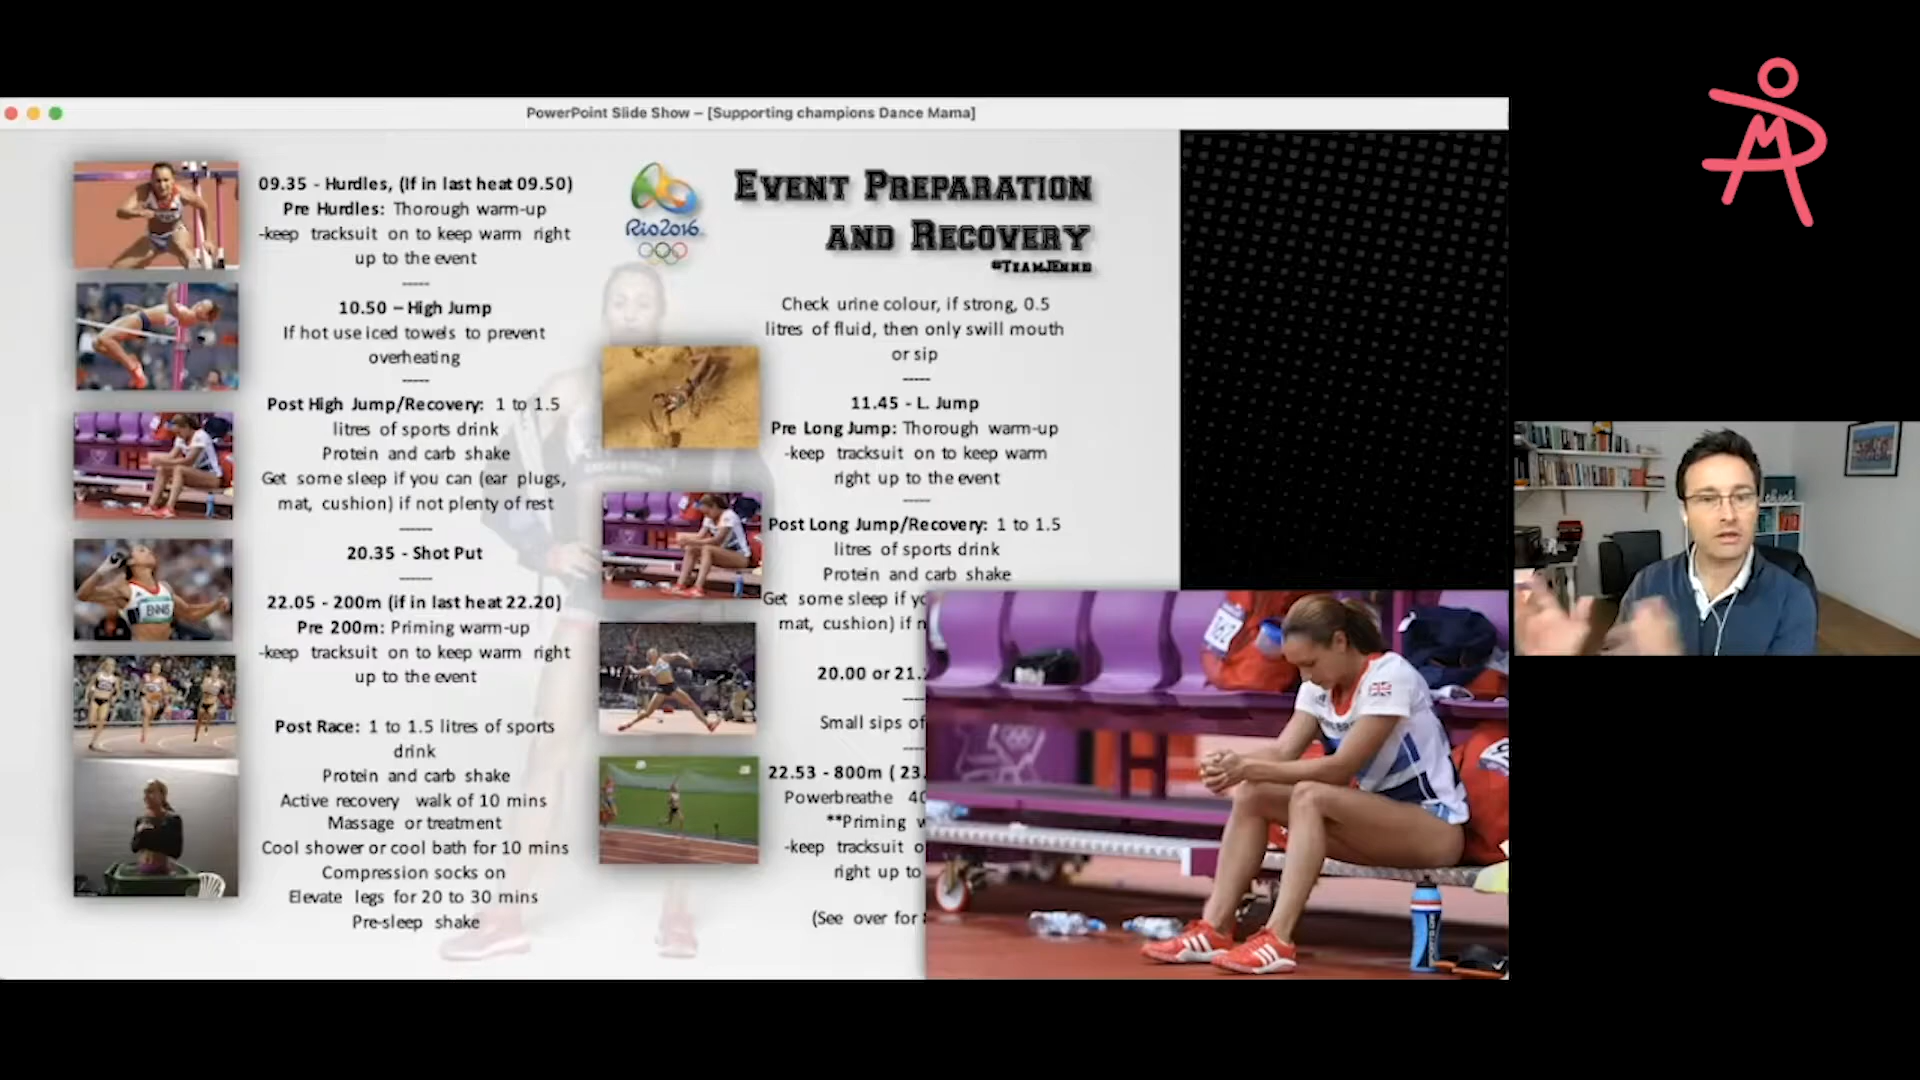 PowerPoint Slide Show – [Supporting champions Dance Mama]
09.35 - Hurdles, (If in last heat 09.50)
Pre Hurdles: Thorough warm-up
-keep tracksuit on to keep warm right
up to the event
-----
10.50 – High Jump
If hot use iced towels to prevent
overheating
-----
Post High Jump/Recovery: 1 to 1.5
litres of sports drink
Protein and carb shake
Get some sleep if you can (ear plugs,
mat, cushion) if not plenty of rest
------
20.35 - Shot Put
------
22.05 - 200m (if in last heat 22.20)
Pre 200m: Priming warm-up
-keep tracksuit on to keep warm right
up to the event
Post Race: 1 to 1.5 litres of sports
drink
Protein and carb shake
Active recovery walk of 10 mins
Massage or treatment
Cool shower or cool bath for 10 mins
Compression socks on
Elevate legs for 20 to 30 mins
Pre-sleep shake
ENNIS
Rio2016
Event Preparation
and Recovery
#TeamJEnnis
Check urine colour, if strong, 0.5
litres of fluid, then only swill mouth
or sip
-----
11.45 - L. Jump
Pre Long Jump: Thorough warm-up
-keep tracksuit on to keep warm
right up to the event
-----
Post Long Jump/Recovery: 1 to 1.5
litres of sports drink
Protein and carb shake
Get some sleep if
mat, cushion) if
20.00 or
Small sips of
22.53 - 800m ( 23.
Powerbreathe
**Priming
-keep tracksuit
right up to
(See over for